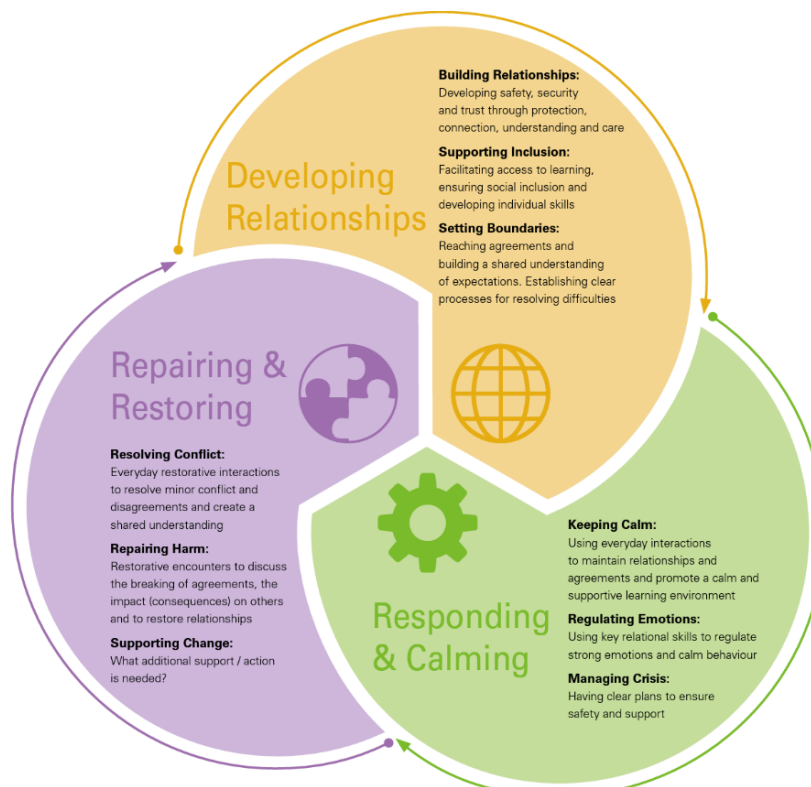 Developing
Relationships
Building Relationships:
Developing safety, security
and trust through protection,
connection, understanding and care
Supporting Inclusion:
Facilitating access to learning,
ensuring social inclusion and
developing individual skills
Setting Boundaries:
Reaching agreements and
building a shared understanding
of expectations. Establishing clear
processes for resolving difficulties
Responding
& Calming
Keeping Calm:
Using everyday interactions
to maintain relationships and
agreements and promote a calm and
supportive learning environment
Regulating Emotions:
Using key relational skills to regulate
strong emotions and calm behaviour
Managing Crisis:
Having clear plans to ensure
safety and support
Repairing &
Restoring
Resolving Conflict:
Everyday restorative interactions
to resolve minor conflict and
disagreements and create a
shared understanding
Repairing Harm:
Restorative encounters to discuss
the breaking of agreements, the
impact (consequences) on others
and to restore relationships
Supporting Change:
What additional support / action
is needed?